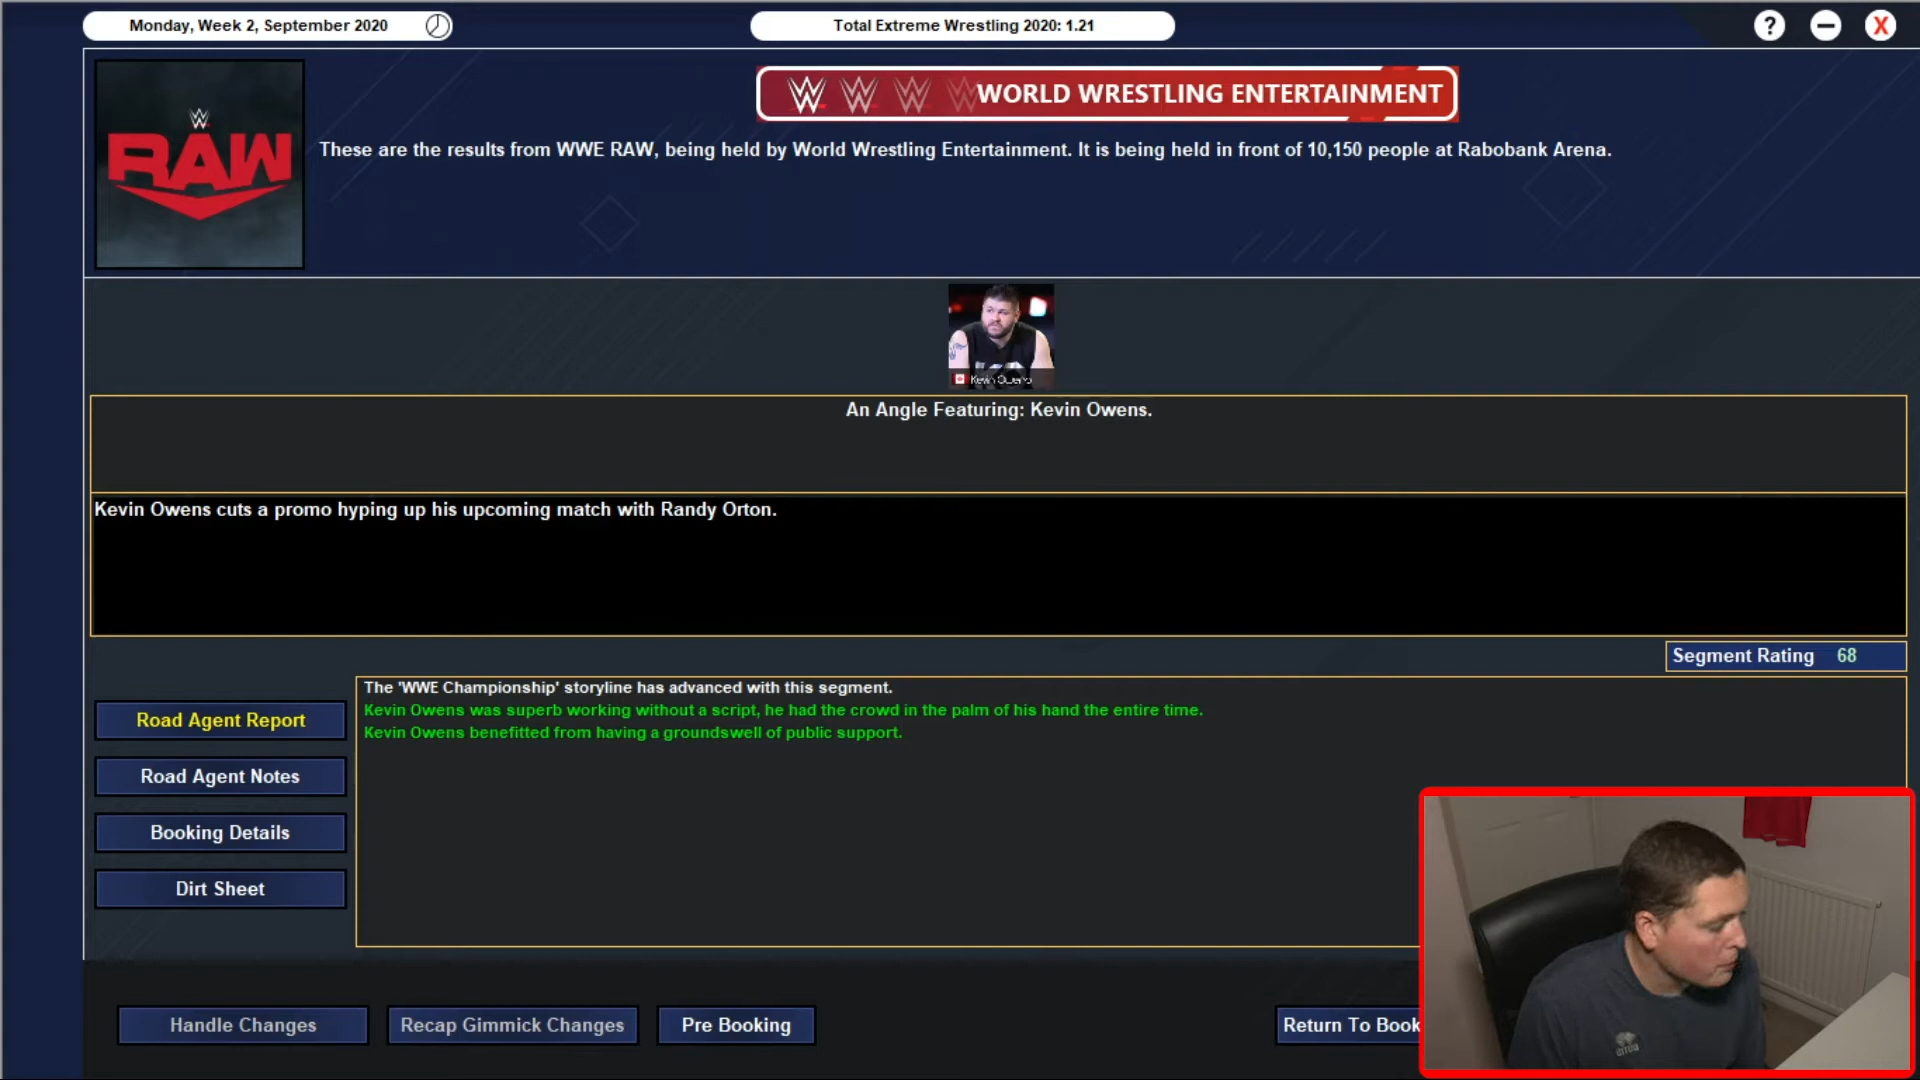 Monday, Week 2, September 2020
Total Extreme Wrestling 2020: 1.21
?
X
WORLD WRESTLING ENTERTAINMENT
RAW
These are the results from WWE RAW, being held by World Wrestling Entertainment. It is being held in front of 10,150 people at Rabobank Arena.
Kevin Owens
An Angle Featuring: Kevin Owens.
Kevin Owens cuts a promo hyping up his upcoming match with Randy Orton.
Segment Rating 68
The 'WWE Championship' storyline has advanced with this segment.
Kevin Owens was superb working without a script, he had the crowd in the palm of his hand the entire time.
Kevin Owens benefitted from having a groundswell of public support.
Road Agent Report
Road Agent Notes
Booking Details
Dirt Sheet
Handle Changes
Recap Gimmick Changes
Pre Booking
Return To Book